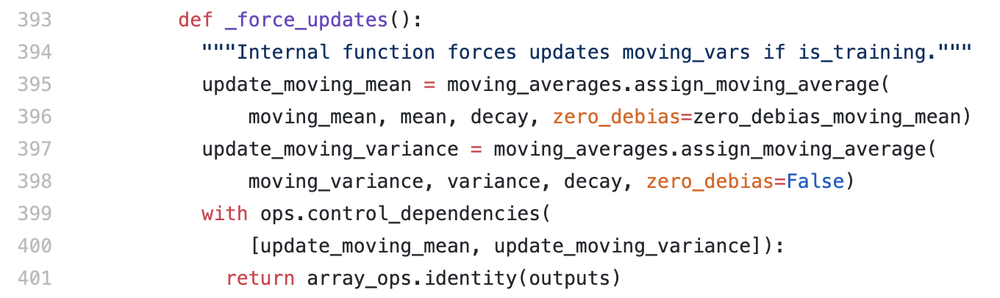 393 def _force_updates():
394 """Internal function forces updates moving_vars if is_training."""
395 update_moving_mean = moving_averages.assign_moving_average(
396 moving_mean, mean, decay, zero_debias=zero_debias_moving_mean)
397 update_moving_variance = moving_averages.assign_moving_average(
398 moving_variance, variance, decay, zero_debias=False)
399 with ops.control_dependencies(
400 [update_moving_mean, update_moving_variance]):
401 return array_ops.identity(outputs)